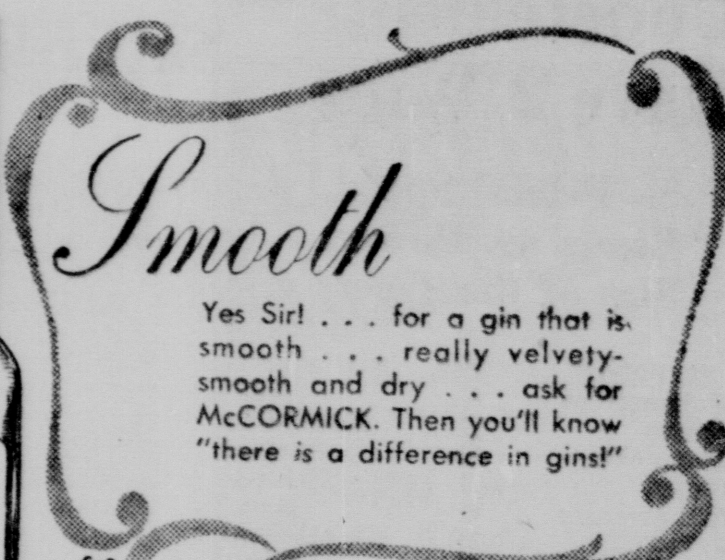 Smooth
Yes Sir! . . . for a gin that is
smooth . . . really velvety-
smooth and dry . . . ask for
McCORMICK. Then you'll know
"there is a difference in gins!"